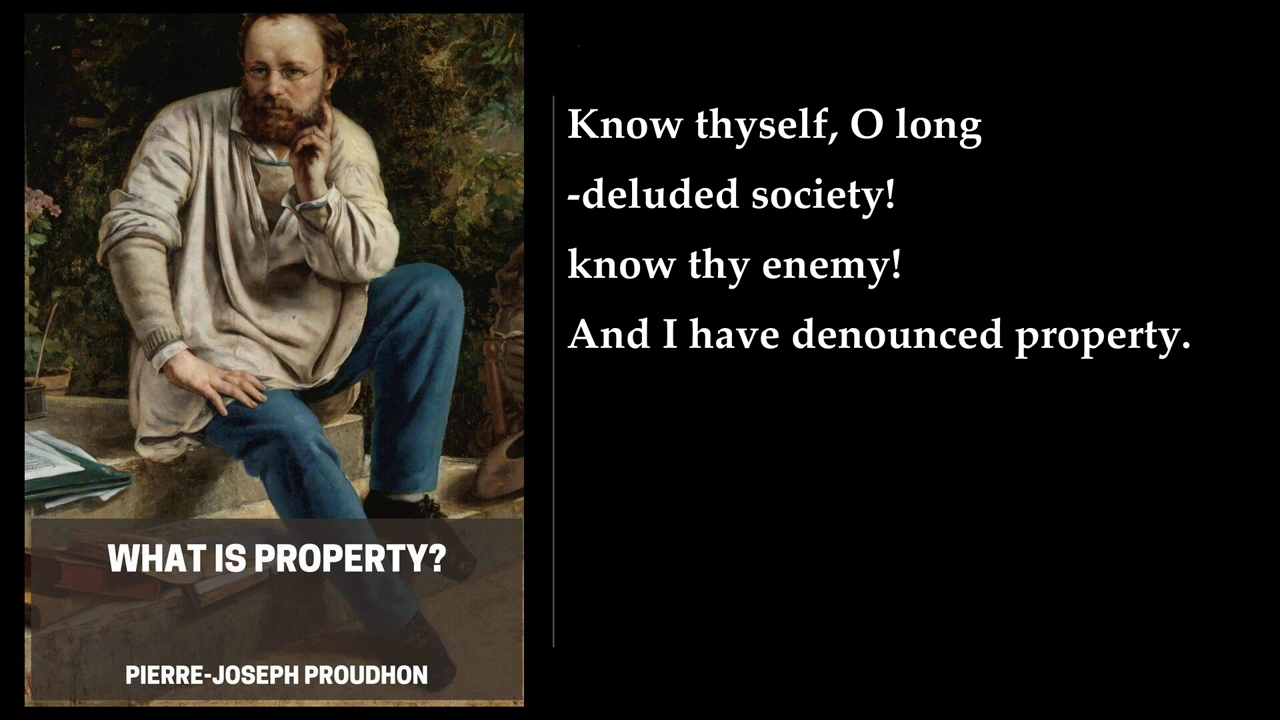 Know thyself, O long
-deluded society!
know thy enemy!
And I have denounced property.
WHAT IS PROPERTY?
PIERRE-JOSEPH PROUDHON